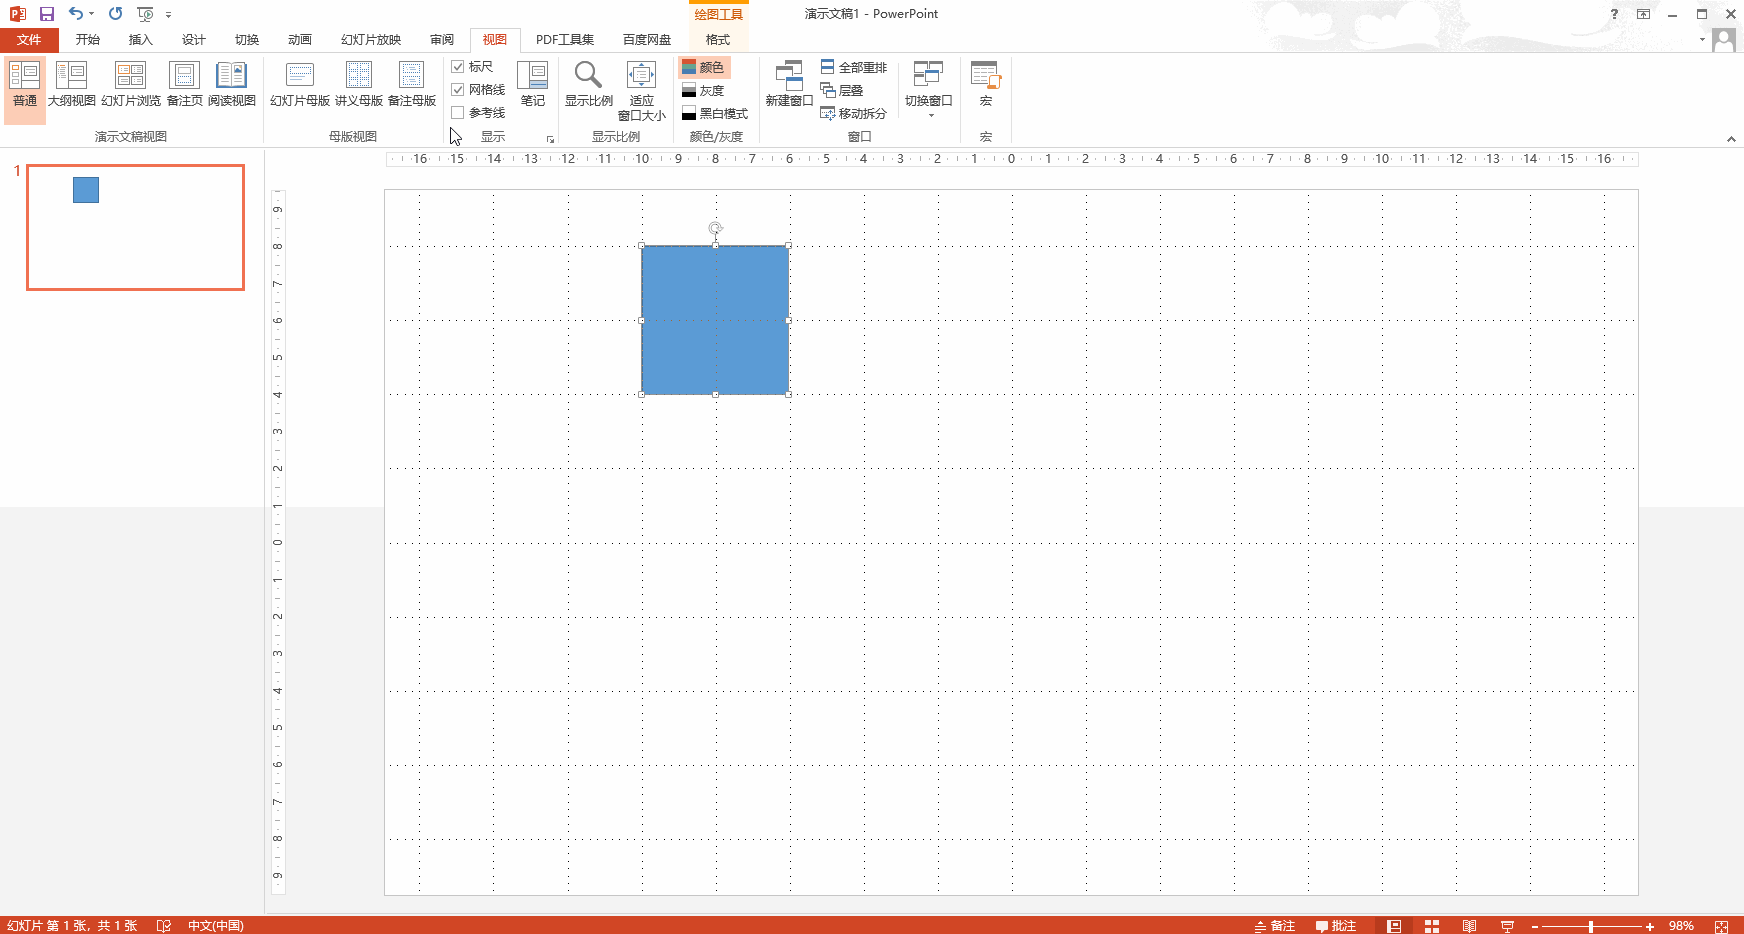 绘图工具
演示文稿1 - PowerPoint
?
文件 开始 插入 设计 切换 动画 幻灯片放映 审阅 视图 PDF工具集 百度网盘 格式
普通 大纲视图 幻灯片浏览 备注页 阅读视图
演示文稿视图
幻灯片母版 讲义母版 备注母版
母版视图
标尺
网格线
参考线
笔记
显示
显示比例 适应
窗口大小
显示比例
颜色
灰度
黑白模式
颜色/灰度
新建窗口
全部重排
层叠
移动拆分
切换窗口
窗口
宏
宏
16 15 14 13 12 11 10 9 8 7 6 5 4 3 2 1 0 1 2 3 4 5 6 7 8 9 10 11 12 13 14 15 16
1
9
8
7
6
5
4
3
2
1
0
1
2
3
4
5
6
7
8
9
幻灯片 第 1 张，共 1 张 中文(中国) 备注 批注 98%